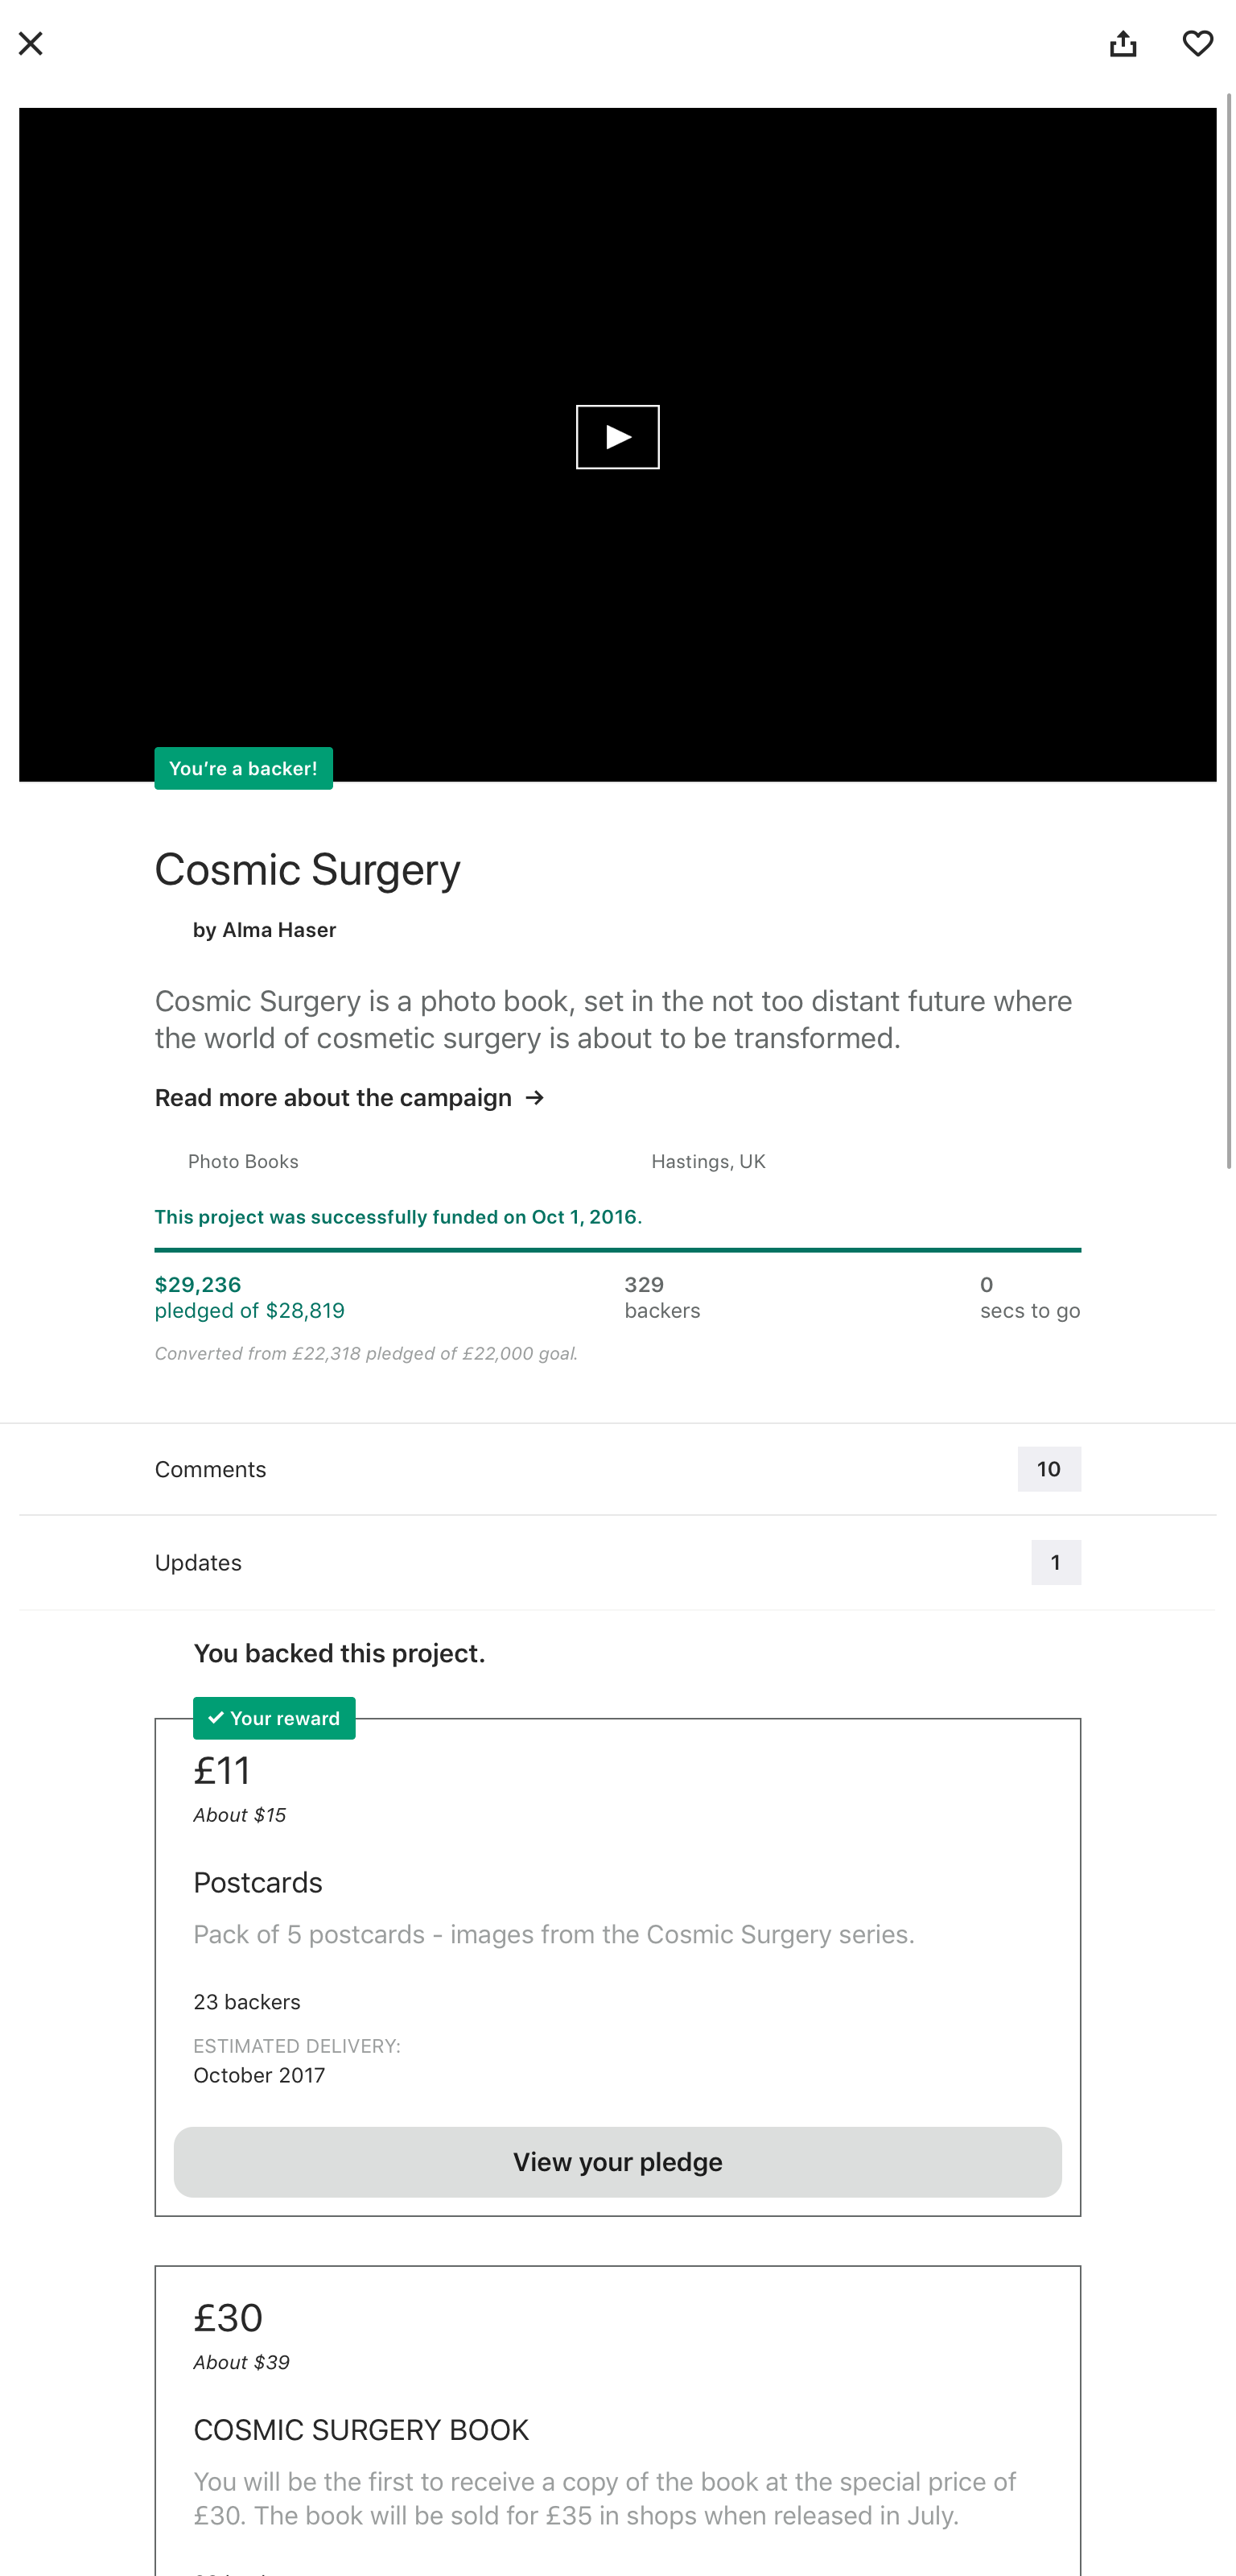 You're a backer!
Cosmic Surgery
by Alma Haser
Cosmic Surgery is a photo book, set in the not too distant future where
the world of cosmetic surgery is about to be transformed.
Read more about the campaign →
Photo Books
Hastings, UK
This project was successfully funded on Oct 1, 2016.
$29,236
pledged of $28,819
329
backers
0
secs to go
Converted from £22,318 pledged of £22,000 goal.
Comments
10
Updates
1
You backed this project.
✓ Your reward
£11
About $15
Postcards
Pack of 5 postcards - images from the Cosmic Surgery series.
23 backers
ESTIMATED DELIVERY:
October 2017
View your pledge
£30
About $39
COSMIC SURGERY BOOK
You will be the first to receive a copy of the book at the special price of
£30. The book will be sold for £35 in shops when released in July.